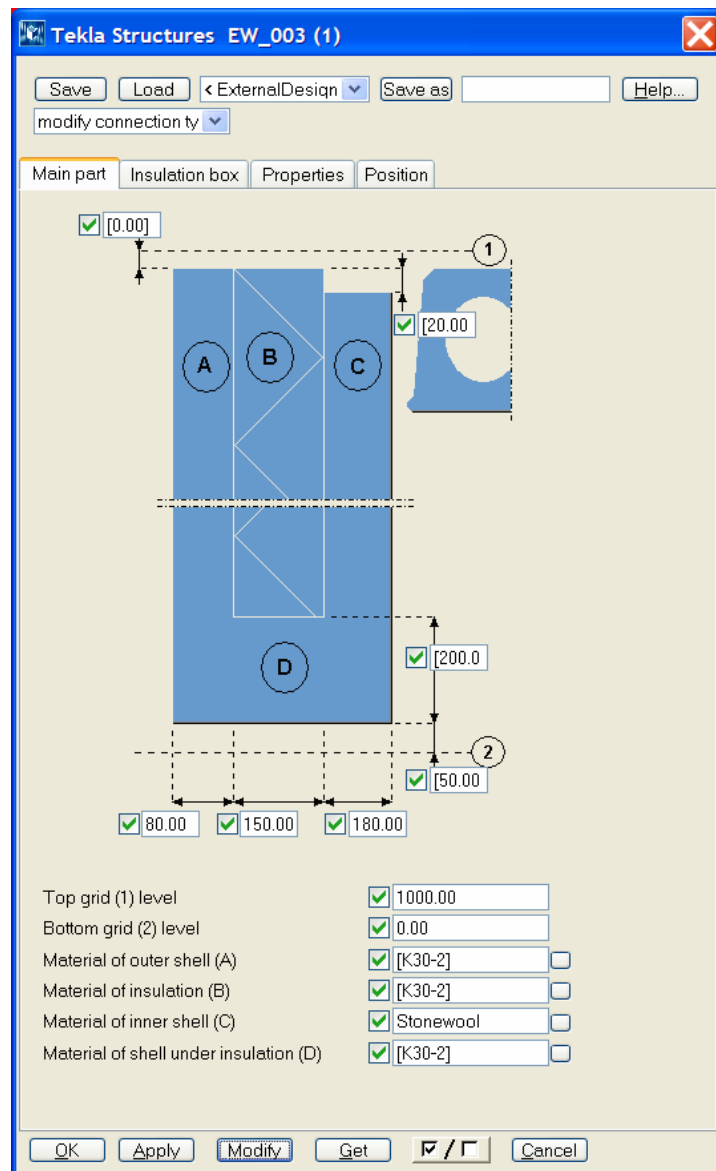 Tekla Structures EW_003 (1)
Save Load < ExternalDesign Save as Help...
modify connection ty
Main part Insulation box Properties Position
[0.00]
1
[20.00
A B C
D
[200.0
2
[50.00
80.00 150.00 180.00
Top grid (1) level 1000.00
Bottom grid (2) level 0.00
Material of outer shell (A) [K30-2]
Material of insulation (B) [K30-2]
Material of inner shell (C) Stonewool
Material of shell under insulation (D) [K30-2]
OK Apply Modify Get / Cancel